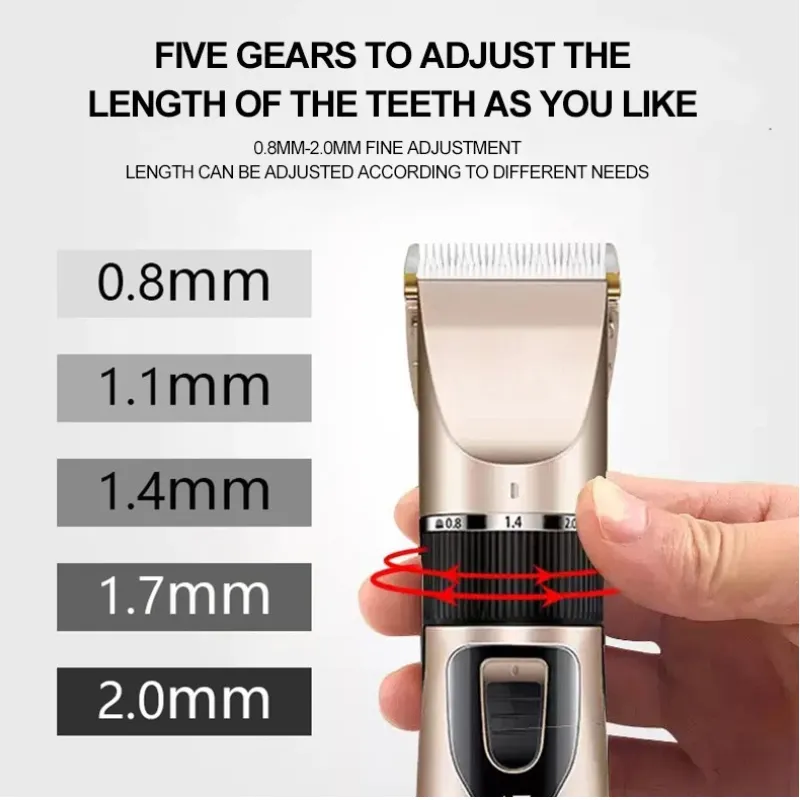 FIVE GEARS TO ADJUST THE
LENGTH OF THE TEETH AS YOU LIKE
0.8MM-2.0MM FINE ADJUSTMENT
LENGTH CAN BE ADJUSTED ACCORDING TO DIFFERENT NEEDS
0.8mm
1.1mm
1.4mm
1.7mm
2.0mm
0.8 1.4 2.0